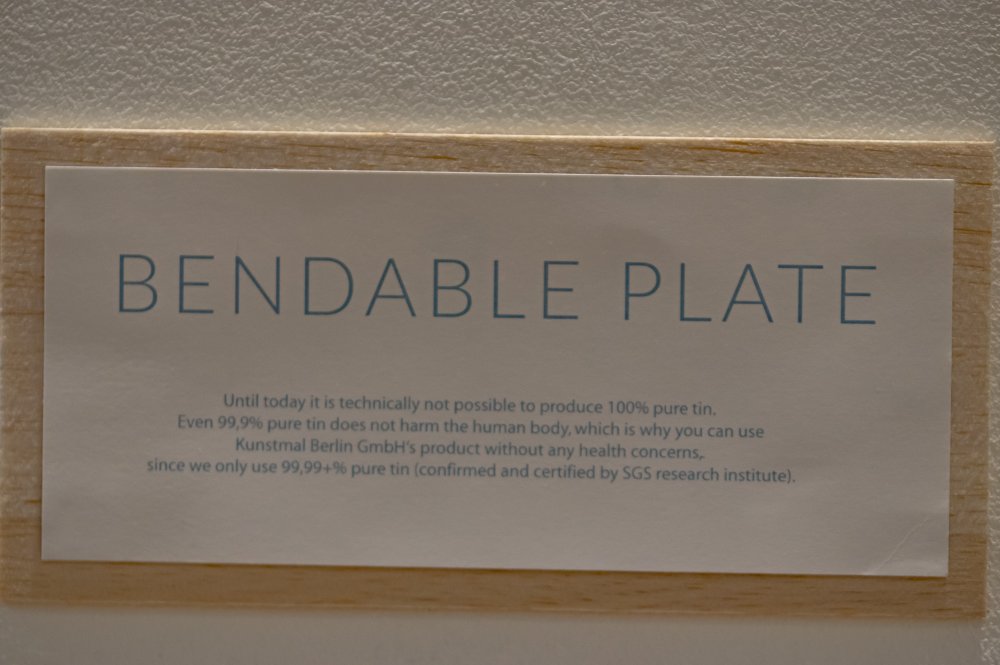 BENDABLE PLATE
Until today it is technically not possible to produce 100% pure tin.
Even 99,9% pure tin does not harm the human body, which is why you can use
Kunstmal Berlin GmbH's product without any health concerns,.
since we only use 99,99+% pure tin (confirmed and certified by SGS research institute).